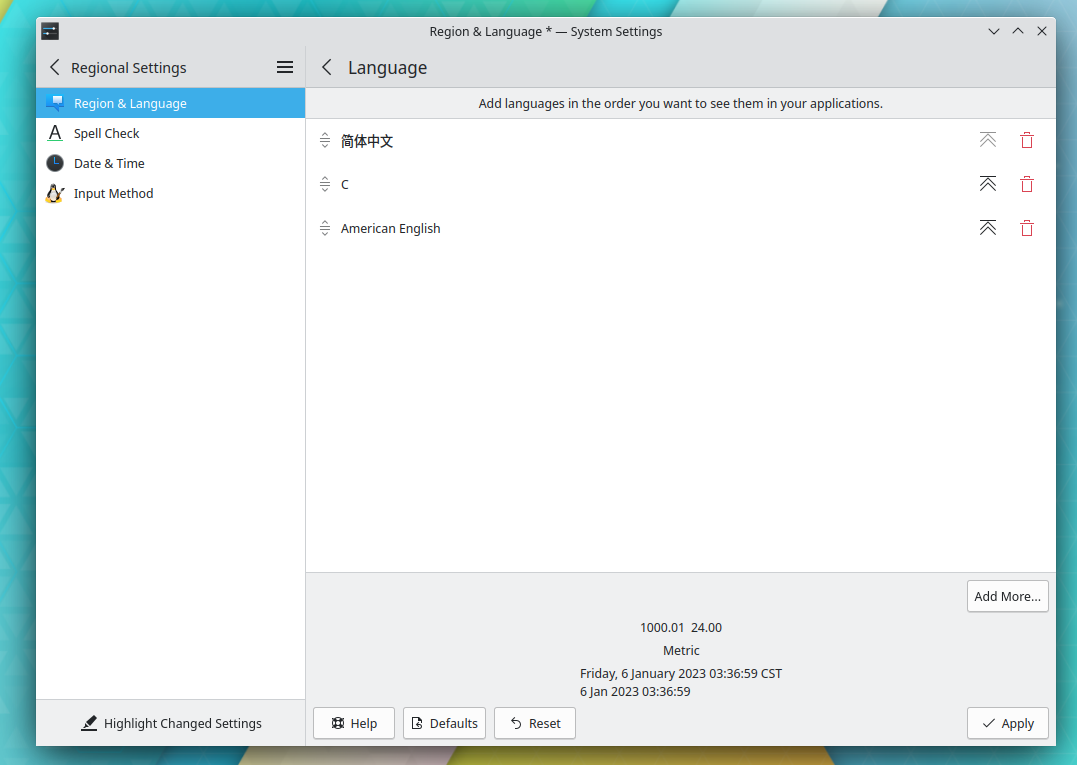 Region & Language * — System Settings
Regional Settings
Language
Region & Language
Spell Check
Date & Time
Input Method
Add languages in the order you want to see them in your applications.
简体中文
C
American English
Add More...
1000.01 24.00
Metric
Friday, 6 January 2023 03:36:59 CST
6 Jan 2023 03:36:59
Highlight Changed Settings
Help
Defaults
Reset
Apply